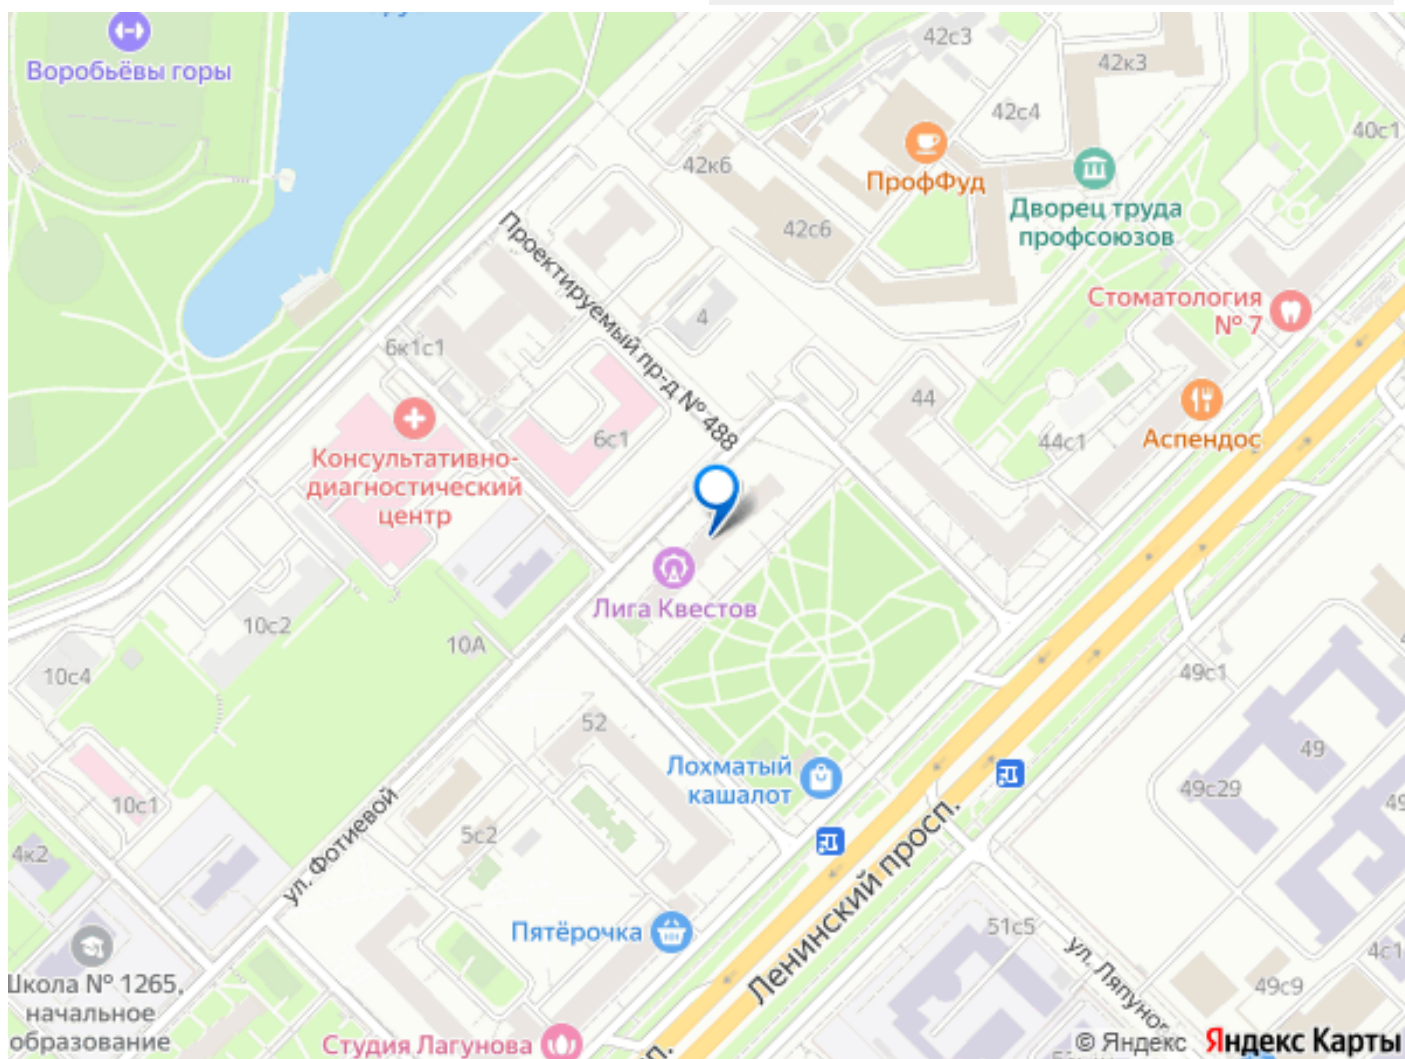 Воробьёвы горы
42с3
42к3
42с4
40с1
42к6
ПрофФуд
Дворец труда
профсоюзов
42с6
Проектируемый пр-д № 488
Стоматология
№ 7
4
6к1с1
44
6с1
44с1
Аспендос
Консультативно-
диагностический
центр
Лига Квестов
10с2
10А
10с4
49с1
52
49
Лохматый
кашалот
49с29
10с1
5с2
4к2
ул. Фотиевой
Ленинский просп.
Пятёрочка
51с5
ул. Ляпуно
4с1
49с9
Школа № 1265,
начальное
образование
Студия Лагунова
© Яндекс Яндекс Карты